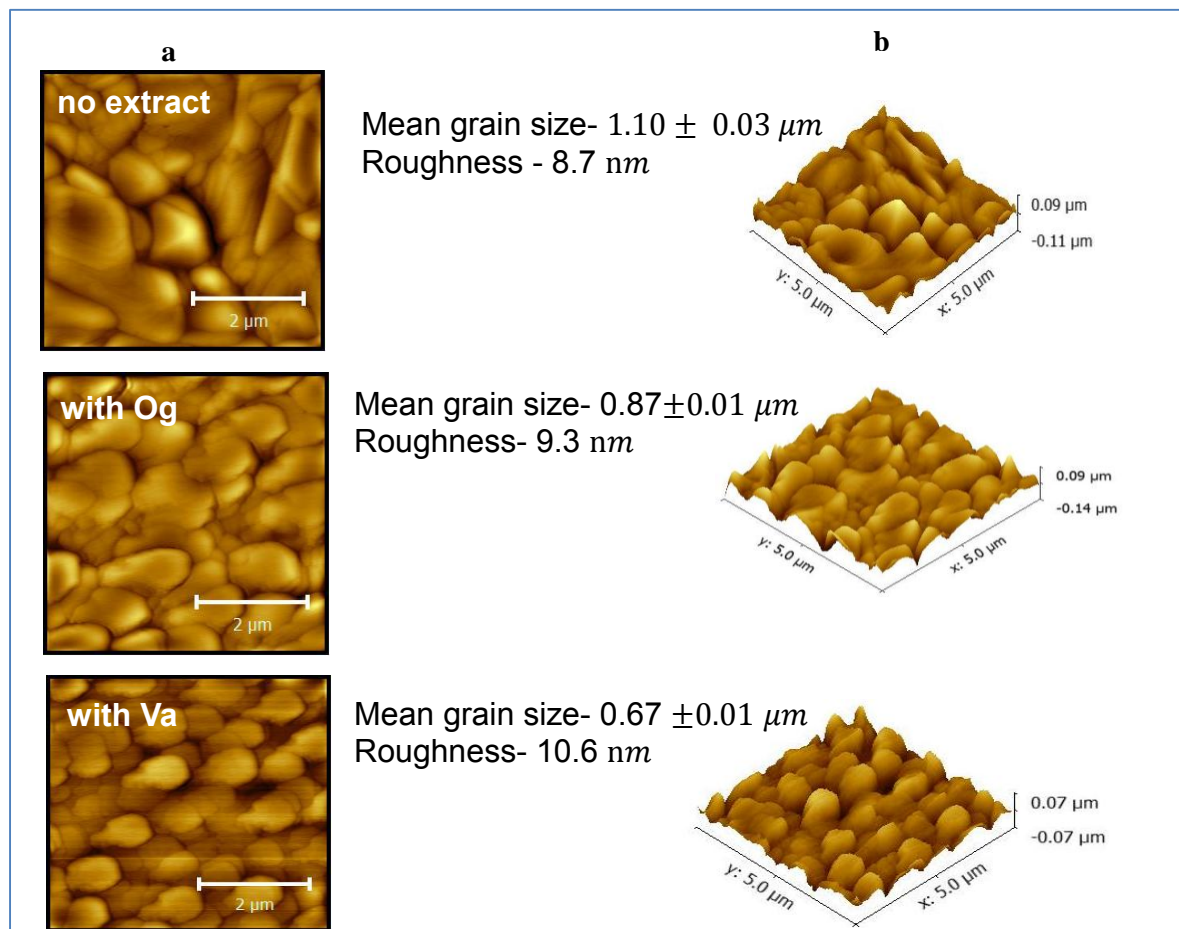 a
b
no extract
Mean grain size- 1.10 ± 0.03 μm
Roughness - 8.7 nm
0.09 μm
-0.11 μm
y: 5.0 μm
x: 5.0 μm
2 μm
with Og
Mean grain size- 0.87±0.01 μm
Roughness- 9.3 nm
0.09 μm
-0.14 μm
y: 5.0 μm
x: 5.0 μm
2 μm
with Va
Mean grain size- 0.67 ±0.01 μm
Roughness- 10.6 nm
0.07 μm
-0.07 μm
y: 5.0 μm
x: 5.0 μm
2 μm